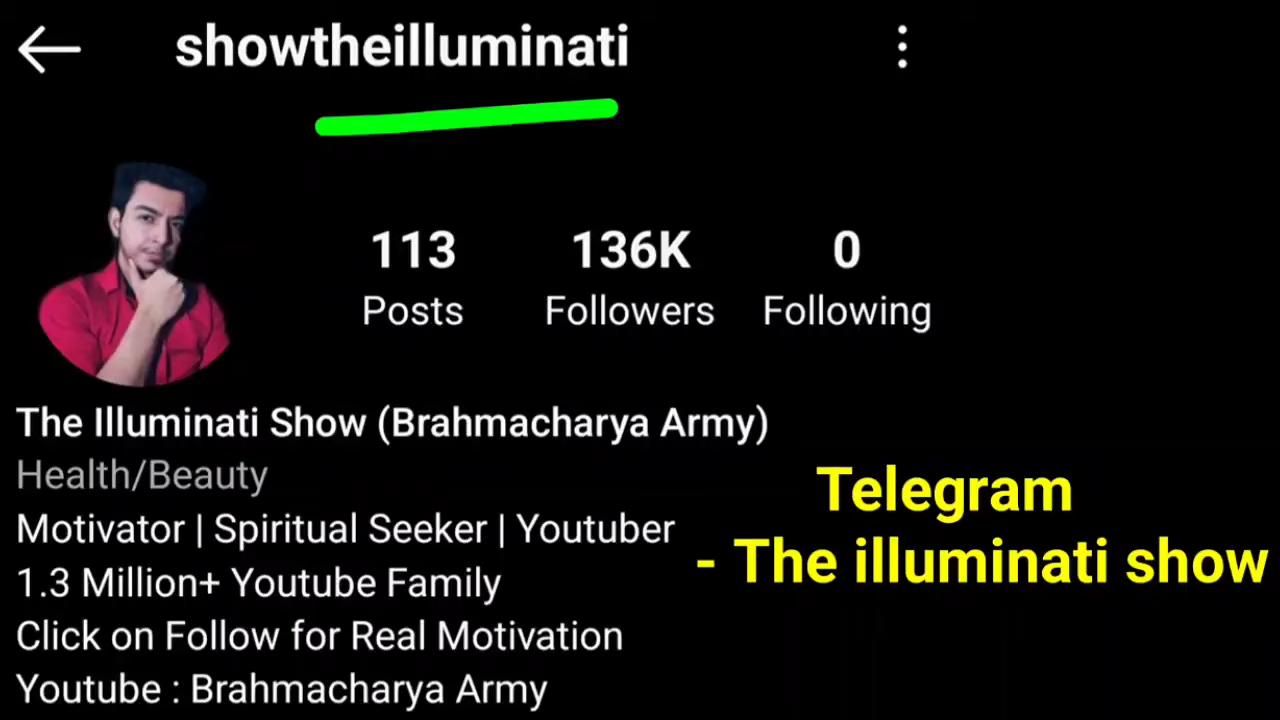 showtheilluminati
113 136K 0
Posts Followers Following
The Illuminati Show (Brahmacharya Army)
Health/Beauty
Motivator | Spiritual Seeker | Youtuber
1.3 Million+ Youtube Family
Click on Follow for Real Motivation
Youtube : Brahmacharya Army
Telegram
- The illuminati show